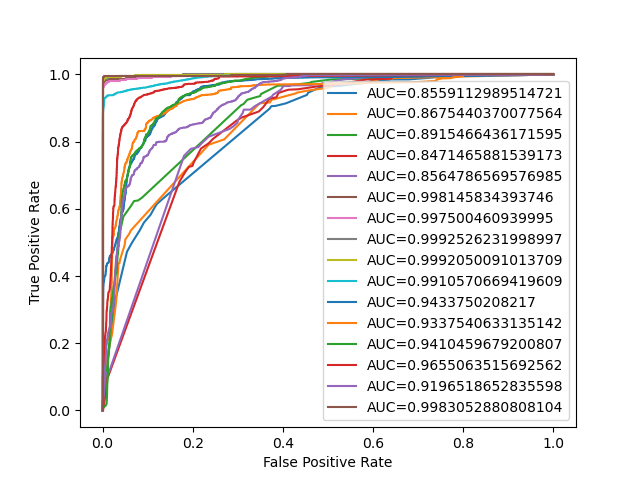 1.0
0.8
0.6
0.4
0.2
0.0
True Positive Rate
AUC=0.8559112989514721
AUC=0.8675440370077564
AUC=0.8915466436171595
AUC=0.8471465881539173
AUC=0.8564786569576985
AUC=0.998145834393746
AUC=0.997500460939995
AUC=0.9992526231998997
AUC=0.9992050091013709
AUC=0.9910570669419609
AUC=0.9433750208217
AUC=0.9337540633135142
AUC=0.9410459679200807
AUC=0.9655063515692562
AUC=0.9196518652835598
AUC=0.9983052880808104
0.0 0.2 0.4 0.6 0.8 1.0
False Positive Rate